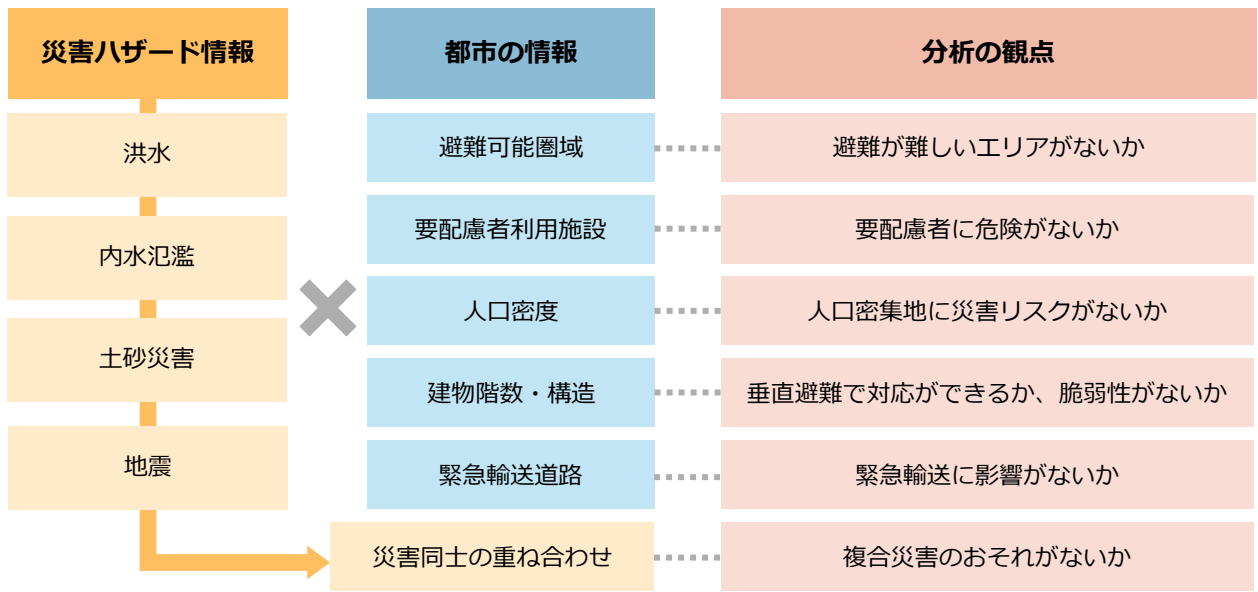 災害ハザード情報
都市の情報
分析の観点
洪水
避難可能圏域
避難が難しいエリアがないか
内水氾濫
要配慮者利用施設
要配慮者に危険がないか
人口密度
人口密集地に災害リスクがないか
土砂災害
建物階数・構造
垂直避難で対応ができるか、脆弱性がないか
地震
緊急輸送道路
緊急輸送に影響がないか
災害同士の重ね合わせ
複合災害のおそれがないか